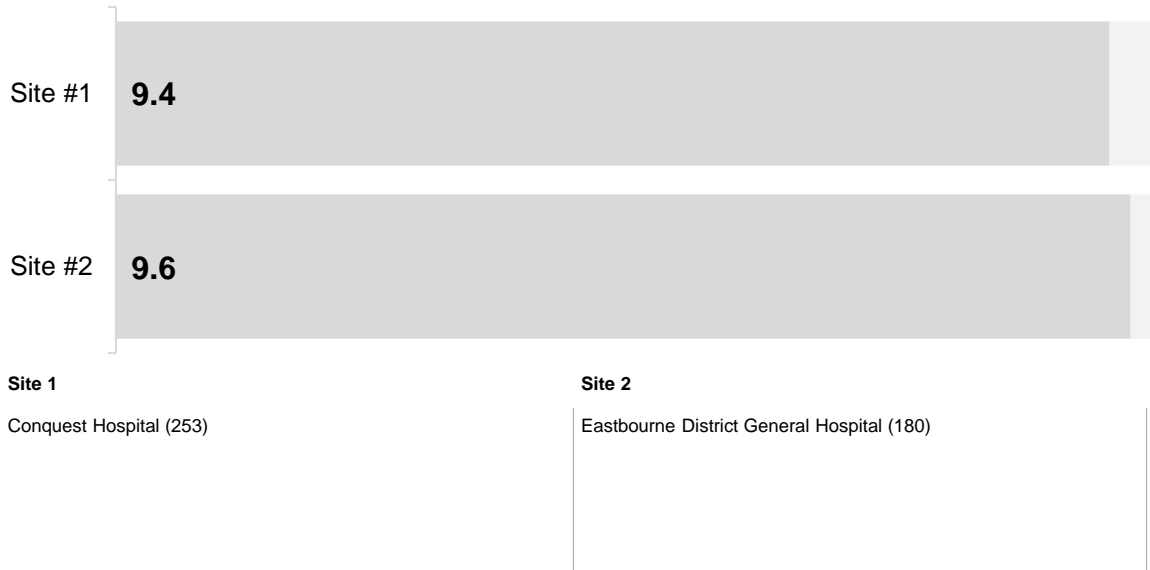 Site #1 9.4
Site #2 9.6
Site 1 Site 2
Conquest Hospital (253) Eastbourne District General Hospital (180)